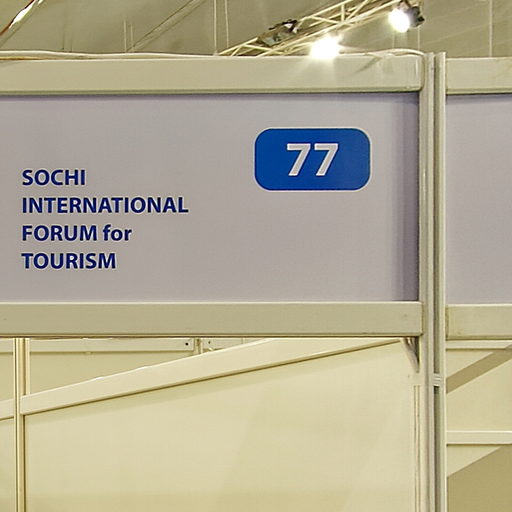 77
SOCHI
INTERNATIONAL
FORUM for
TOURISM